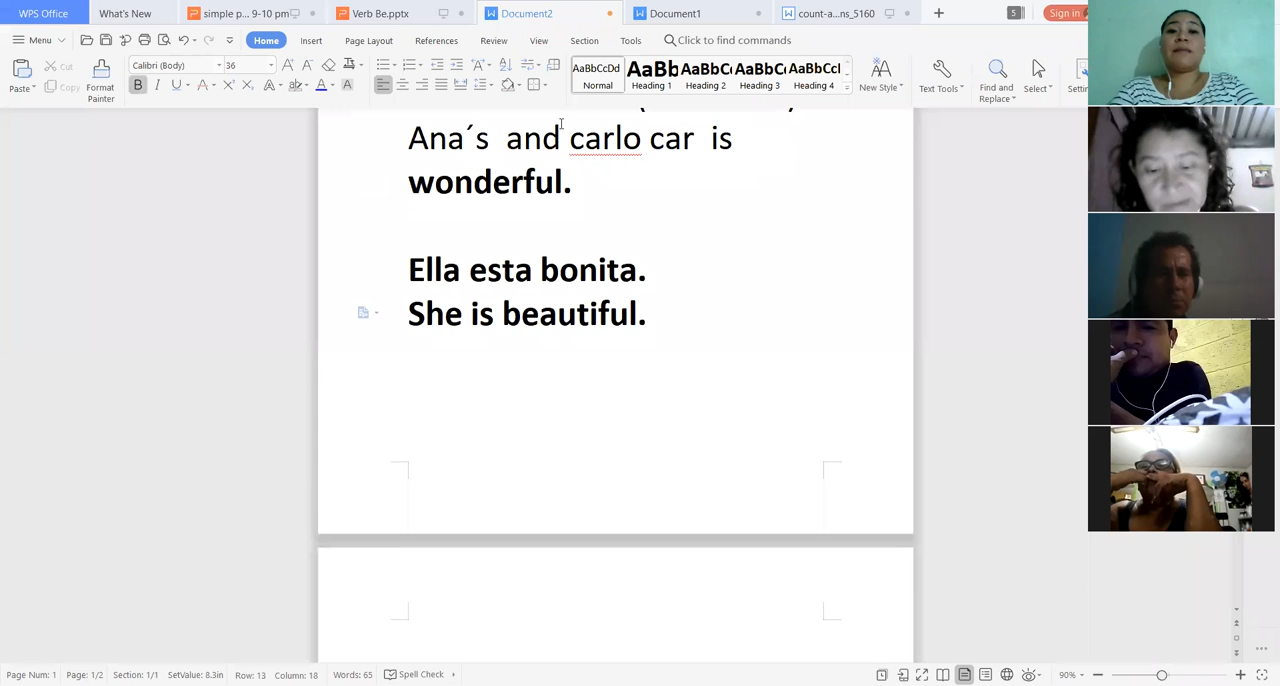 WPS Office What's New simple p... 9-10 pm Verb Be.pptx Document2 Document1 count-a...ns_5160 5 Sign in
Menu Home Insert Page Layout References Review View Section Tools Click to find commands
Paste Cut Copy Format Painter Calibri (Body) 36 AaBbCcDd Normal AaBb Heading 1 AaBbC Heading 2 AaBbC Heading 3 AaBbCcl Heading 4 New Style Text Tools Find and Replace Select
Ana´s and carlo car is
wonderful.
Ella esta bonita.
She is beautiful.
Page Num: 1 Page: 1/2 Section: 1/1 SetValue: 8.3in Row: 13 Column: 18 Words: 65 Spell Check 90%